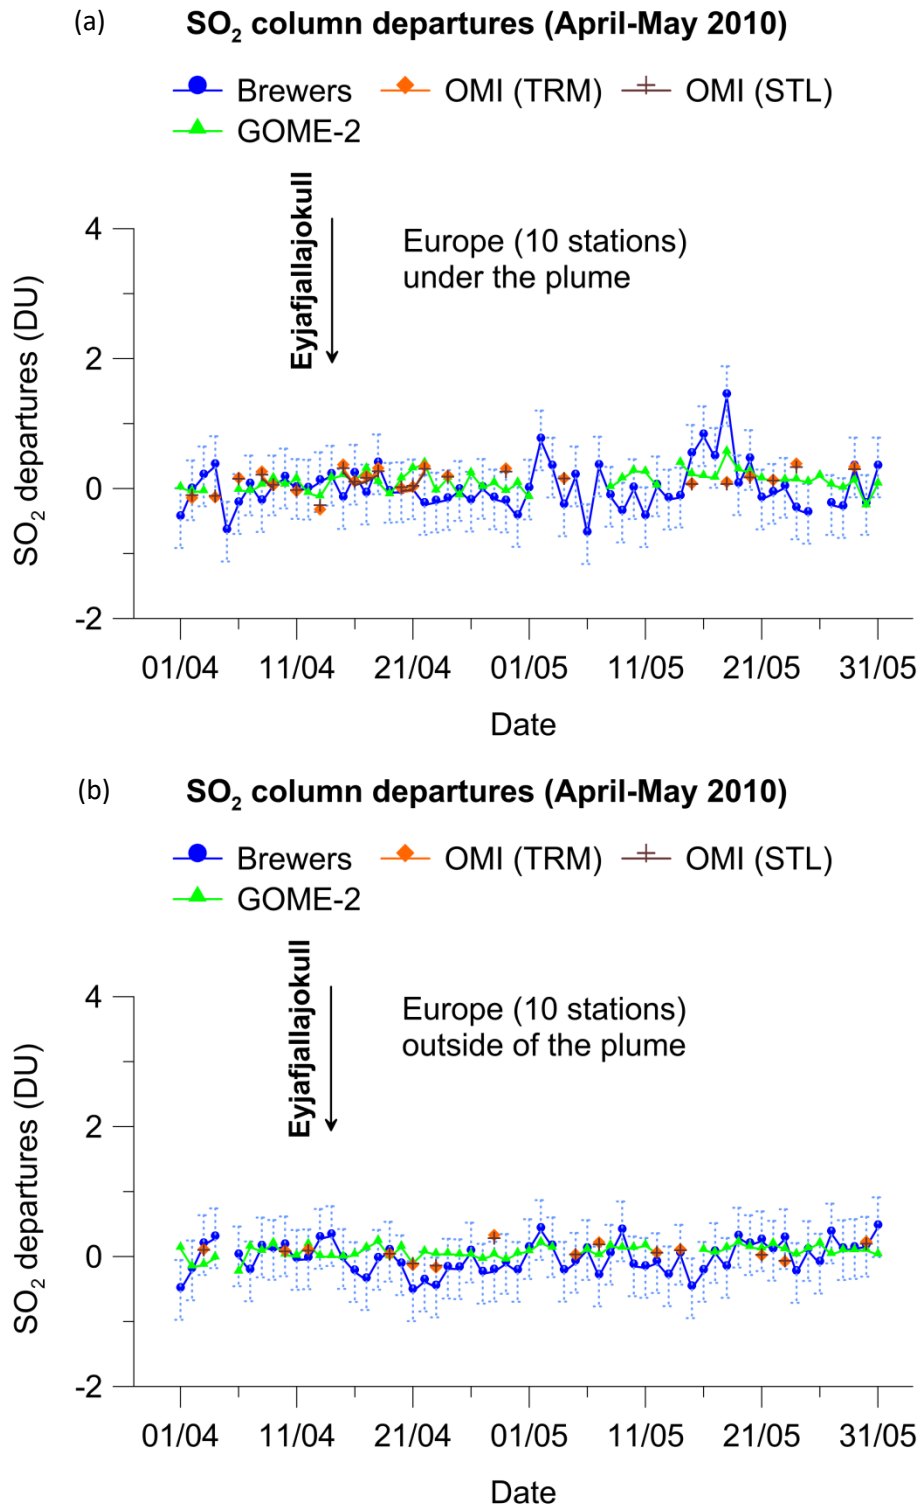 (a) SO₂ column departures (April-May 2010)
Brewers OMI (TRM) OMI (STL)
GOME-2
Eyjafjallajokull
Europe (10 stations)
under the plume
SO₂ departures (DU)
4
2
0
-2
01/04 11/04 21/04 01/05 11/05 21/05 31/05
Date
(b) SO₂ column departures (April-May 2010)
Brewers OMI (TRM) OMI (STL)
GOME-2
Eyjafjallajokull
Europe (10 stations)
outside of the plume
SO₂ departures (DU)
4
2
0
-2
01/04 11/04 21/04 01/05 11/05 21/05 31/05
Date